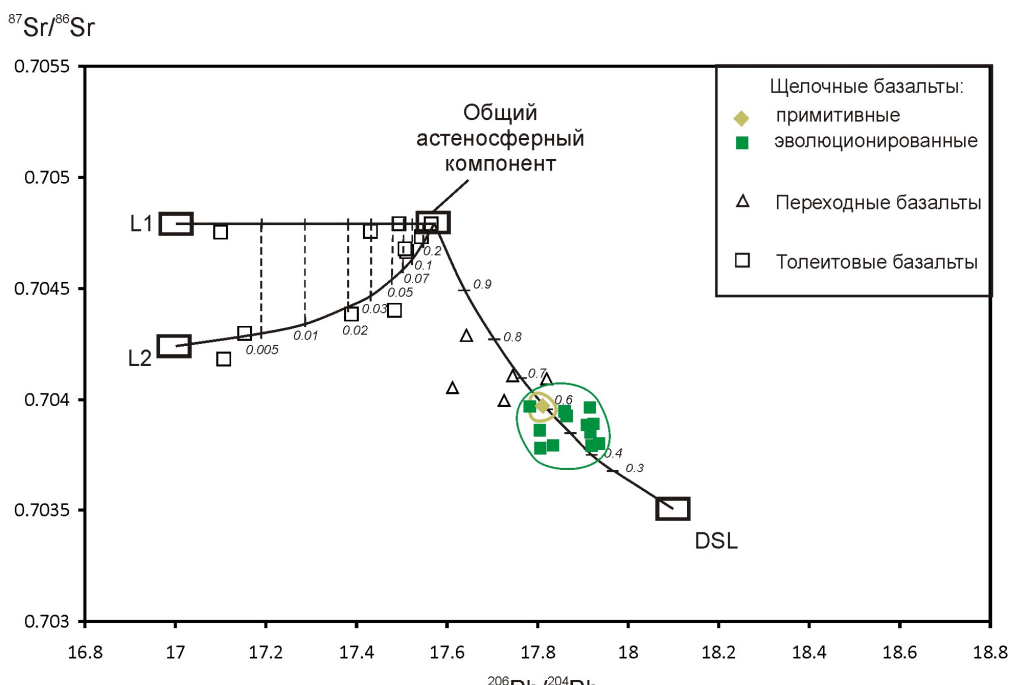 ⁸⁷Sr/⁸⁶Sr
0.7055
0.705
0.7045
0.704
0.7035
0.703
16.8 17 17.2 17.4 17.6 17.8 18 18.2 18.4 18.6 18.8
Общий
астеносферный
компонент
L1
L2
DSL
0.005
0.01
0.02
0.03
0.05
0.07
0.1
0.2
0.9
0.8
0.7
0.6
0.4
0.3
Щелочные базальты:
примитивные
эволюционированные
Переходные базальты
Толеитовые базальты
²⁰⁶Pb/²⁰⁴Pb